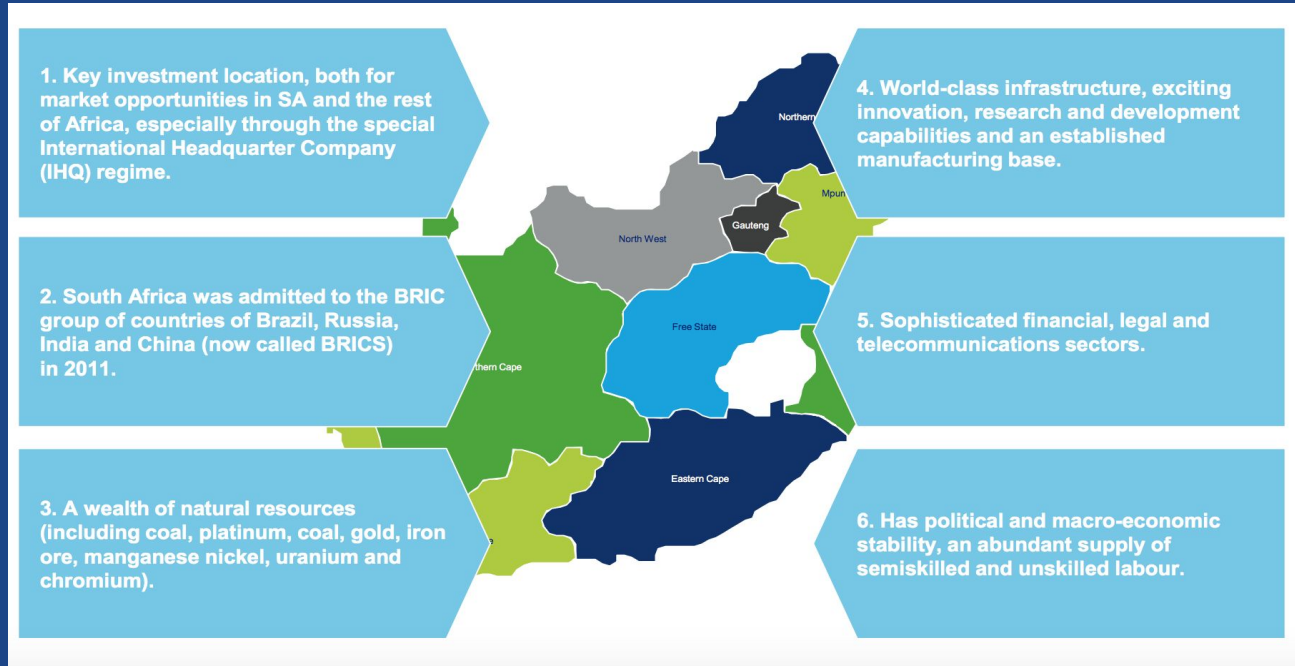 1. Key investment location, both for
market opportunities in SA and the rest
of Africa, especially through the special
International Headquarter Company
(IHQ) regime.
2. South Africa was admitted to the BRIC
group of countries of Brazil, Russia,
India and China (now called BRICS)
in 2011.
3. A wealth of natural resources
(including coal, platinum, coal, gold, iron
ore, manganese nickel, uranium and
chromium).
Northern
Mpum
Gauteng
North West
Free State
thern Cape
Eastern Cape
e
4. World-class infrastructure, exciting
innovation, research and development
capabilities and an established
manufacturing base.
5. Sophisticated financial, legal and
telecommunications sectors.
6. Has political and macro-economic
stability, an abundant supply of
semiskilled and unskilled labour.